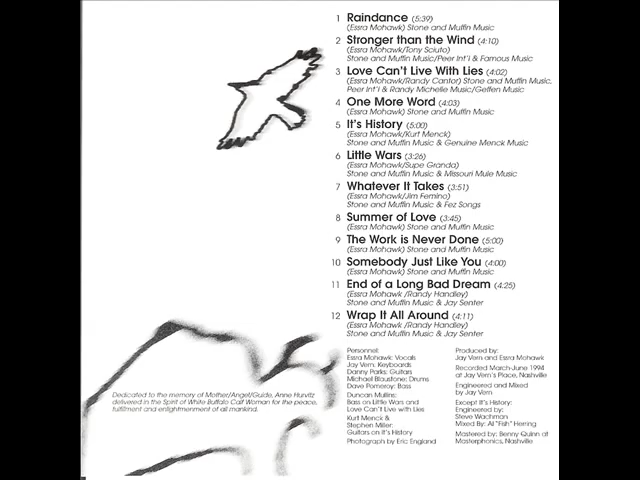 1 Raindance (5:39)
(Essra Mohawk) Stone and Muffin Music
2 Stronger than the Wind (4:10)
(Essra Mohawk/Tony Sciuto)
Stone and Muffin Music/Peer Int'l & Famous Music
3 Love Can't Live With Lies (4:02)
(Essra Mohawk/Randy Cantor) Stone and Muffin Music,
Peer Int'l & Randy Michelle Music/Geffen Music
4 One More Word (4:03)
(Essra Mohawk) Stone and Muffin Music
5 It's History (5:00)
(Essra Mohawk/Kurt Menck)
Stone and Muffin Music & Genuine Menck Music
6 Little Wars (3:26)
(Essra Mohawk/Supe Granda)
Stone and Muffin Music & Missouri Mule Music
7 Whatever It Takes (3:51)
(Essra Mohawk/Jim Femino)
Stone and Muffin Music & Fez Songs
8 Summer of Love (3:45)
(Essra Mohawk) Stone and Muffin Music
9 The Work is Never Done (5:00)
(Essra Mohawk) Stone and Muffin Music
10 Somebody Just Like You (4:00)
(Essra Mohawk) Stone and Muffin Music
11 End of a Long Bad Dream (4:25)
(Essra Mohawk /Randy Handley)
Stone and Muffin Music & Jay Senter
12 Wrap It All Around (4:11)
(Essra Mohawk /Randy Handley)
Stone and Muffin Music & Jay Senter
Personnel:
Essra Mohawk: Vocals
Jay Vern: Keyboards
Danny Parks: Guitars
Michael Blaustone: Drums
Dave Pomeroy: Bass
Duncan Mullins:
Bass on Little Wars and
Love Can't Live with Lies
Kurt Menck &
Stephen Miller:
Guitars on It's History
Photograph by Eric England
Produced by:
Jay Vern and Essra Mohawk
Recorded March-June 1994
at Jay Vern's Place, Nashville
Engineered and Mixed
by Jay Vern
Except It's History:
Engineered by:
Steve Wachman
Mixed By: Al "Fish" Herring
Mastered by: Benny Quinn at
Masterphonics, Nashville
Dedicated to the memory of Mother/Angel/Guide, Anne Hurvitz
delivered in the Spirit of White Buffalo Calf Woman for the peace,
fulfillment and enlightenmenment of all mankind.